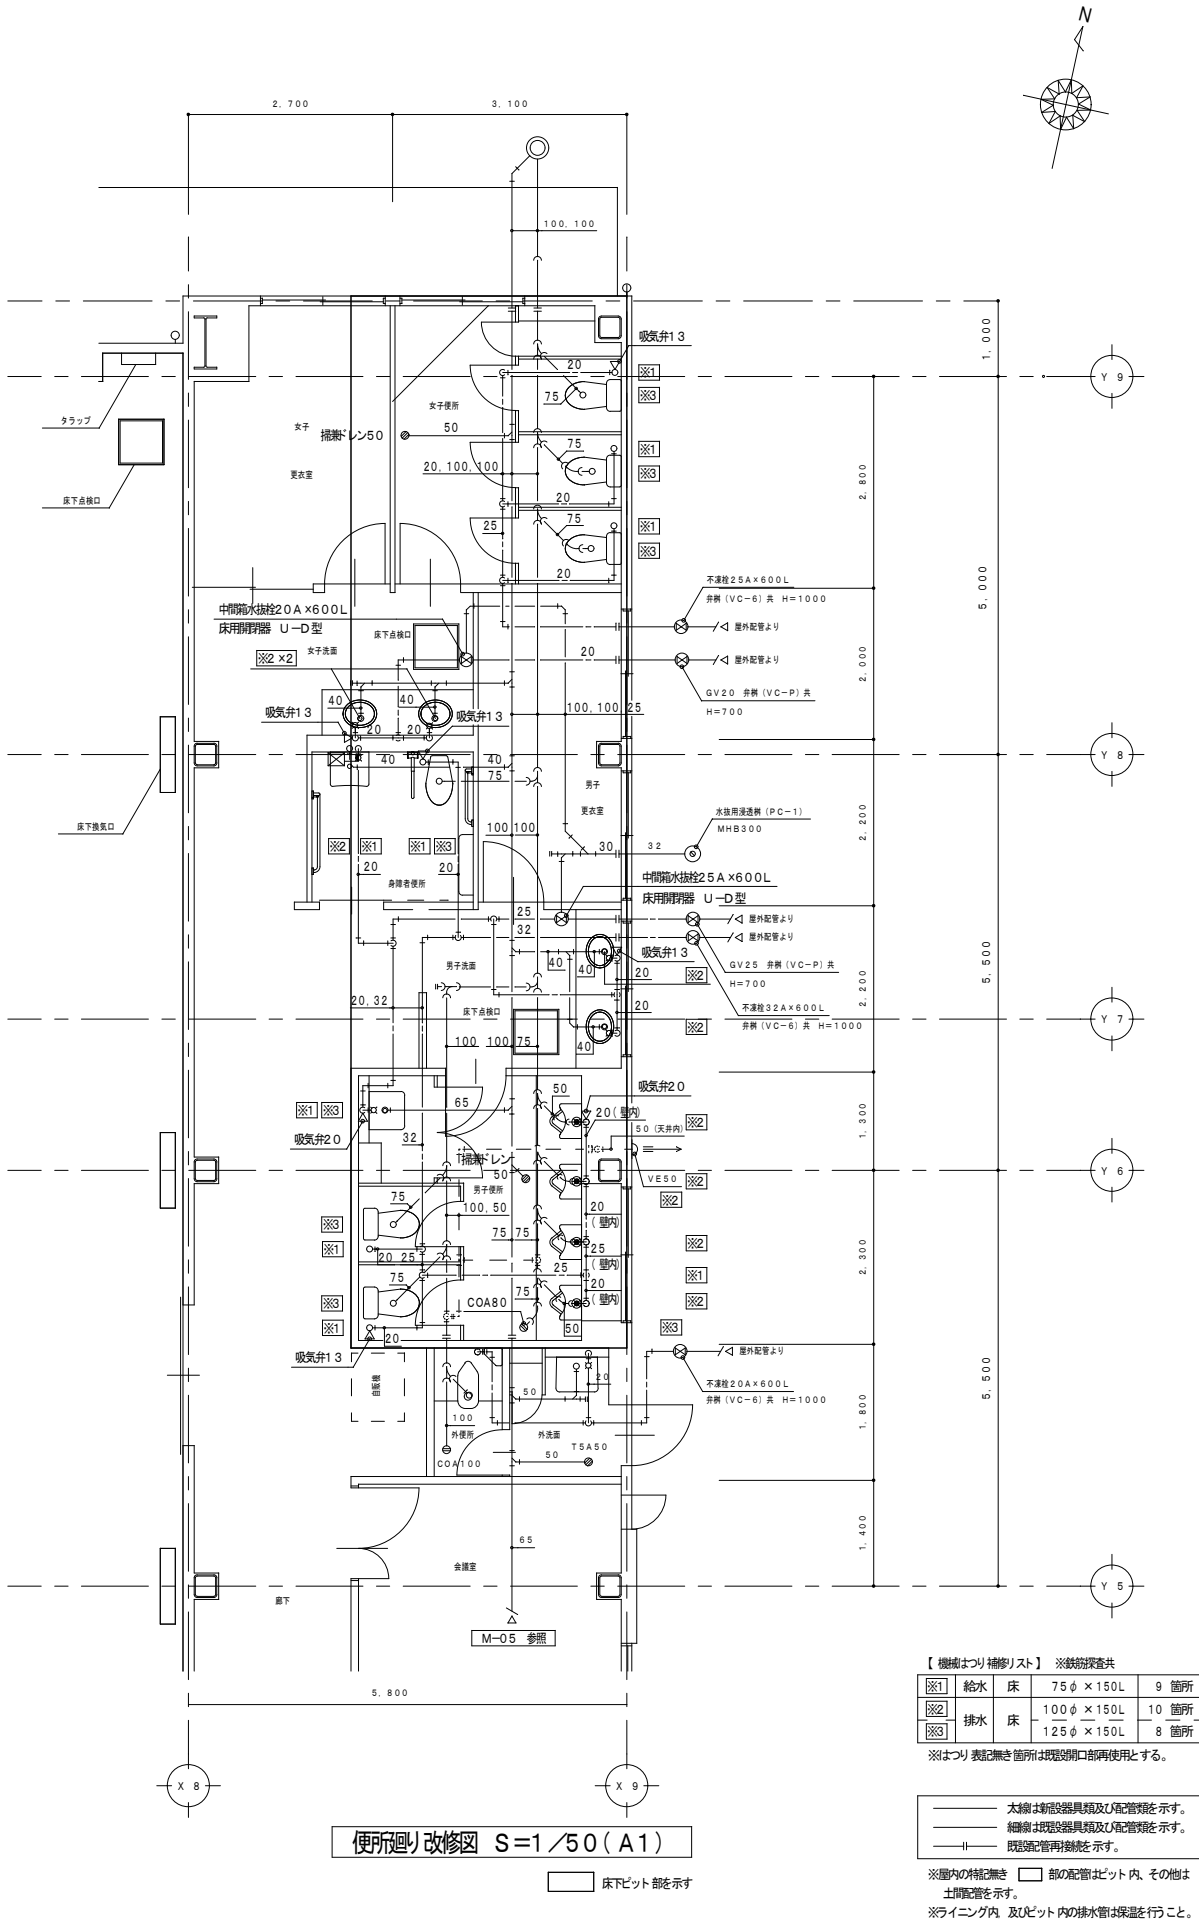 N
2,700
3,100
100,100
吸気弁13
1,000
※1
20
※3
Y 9
タラップ
75
女子便所
女子
掃兼ドレン50
50
※1
75
更衣室
20,100,100
※3
2,800
床下点検口
20
25
75
※1
※3
20
不凍栓25A×600L
弁桝(VC-6)共 H=1000
5,000
中間箱水抜栓20A×600L
床用開閉器 U-D型
床下点検口
屋外配管より
女子洗面
※2 ×2
20
屋外配管より
2,000
GV20 弁桝(VC-P)共
H=700
40
40
吸気弁13
吸気弁13
100,100
25
20
20
40
40
75
Y 8
男子
更衣室
床下換気口
水抜用浸透桝(PC-1)
MHB300
2,200
100
100
30
32
※2
※1
※1
※3
20
20
身障者便所
中間箱水抜栓25A×600L
床用開閉器 U-D型
25
屋外配管より
32
屋外配管より
吸気弁13
男子洗面
40
40
20
※2
GV25 弁桝(VC-P)共
H=700
5,500
2,200
20,32
床下点検口
20
不凍栓32A×600L
弁桝(VC-6)共 H=1000
※2
Y 7
100
100
75
40
50
吸気弁20
※1
※3
65
20(壁内)
※2
1,300
吸気弁20
32
50(天井内)
掃兼ドレン
50
VE50
※2
Y 6
75
男子便所
※2
※3
100,50
20
(壁内)
75
75
※2
※1
20
25
25
(壁内)
2,300
75
25
※1
20
(壁内)
※3
COA80
75
※2
※1
20
50
※3
吸気弁13
屋外配管より
自販機
20
不凍栓20A×600L
弁桝(VC-6)共 H=1000
50
5,500
100
外便所
外洗面
1,800
COA100
50
T5A50
65
1,400
会議室
Y 5
廊下
M-05 参照
5,800
X 8
X 9
【 機械はつり補修リスト 】 ※鉄筋探査共
※1 給水 床 75φ×150L 9 箇所
※2 排水 床 100φ×150L 10 箇所
※3 125φ×150L 8 箇所
※はつり表記無き箇所は既設開口部再使用とする。
太線は新設器具類及び配管類を示す。
細線は既設器具類及び配管類を示す。
既設配管再接続を示す。
便所廻り改修図 S=1/50(A1)
床下ピット部を示す
※屋内の特記無き 部の配管はピット内、その他は
土間配管を示す。
※ライニング内 及びピット内の排水管は保温を行うこと。